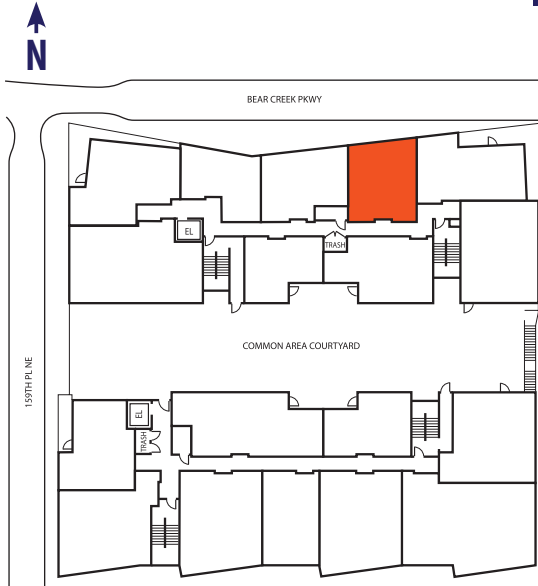 N
BEAR CREEK PKWY
EL
TRASH
COMMON AREA COURTYARD
159TH PL NE
EL
TRASH